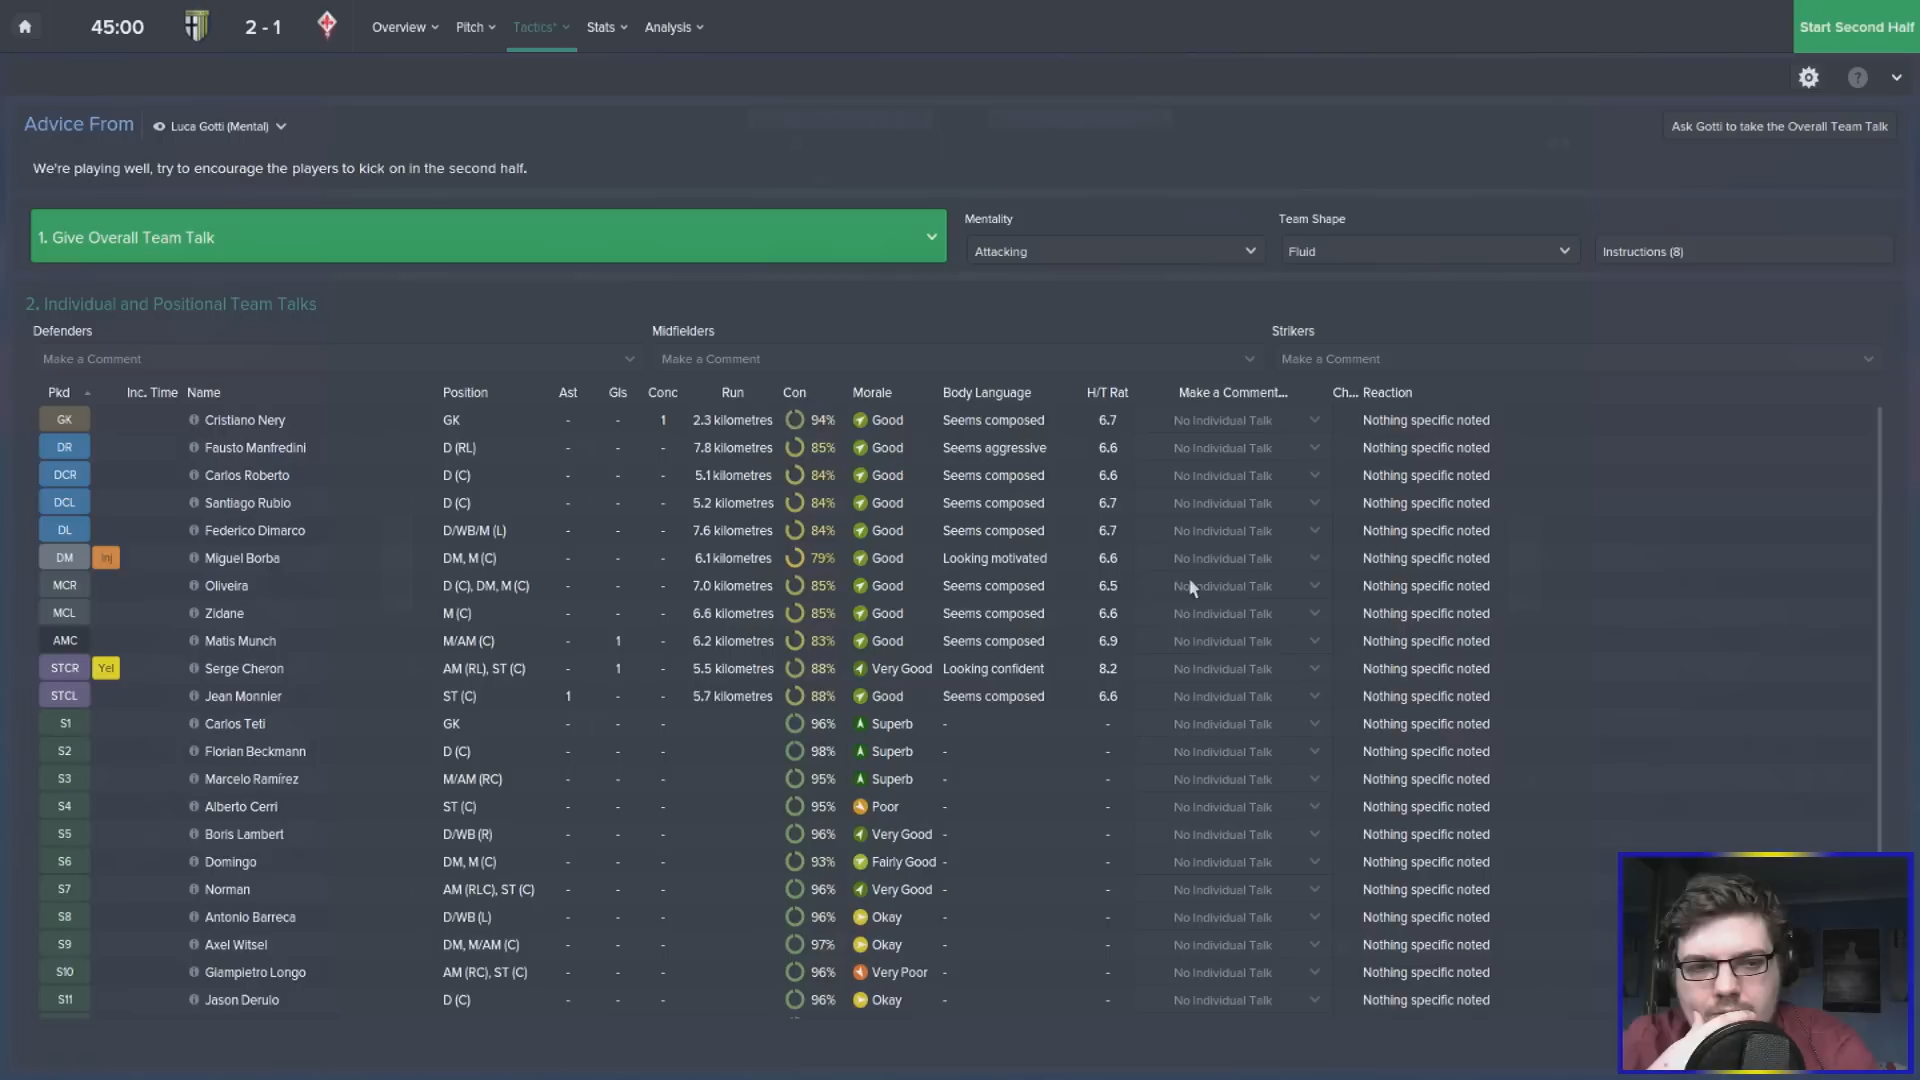 45:00 2 - 1 Overview Pitch Tactics* Stats Analysis Start Second Half
?
Advice From Luca Gotti (Mental) Ask Gotti to take the Overall Team Talk
We're playing well, try to encourage the players to kick on in the second half.
Mentality Team Shape
1. Give Overall Team Talk Attacking Fluid Instructions (8)
2. Individual and Positional Team Talks
Defenders Midfielders Strikers
Make a Comment Make a Comment Make a Comment
Pkd Inc. Time Name Position Ast Gls Conc Run Con Morale Body Language H/T Rat Make a Comment... Ch... Reaction
GK Cristiano Nery GK - - 1 2.3 kilometres 94% Good Seems composed 6.7 No Individual Talk Nothing specific noted
DR Fausto Manfredini D (RL) - - - 7.8 kilometres 85% Good Seems aggressive 6.6 No Individual Talk Nothing specific noted
DCR Carlos Roberto D (C) - - - 5.1 kilometres 84% Good Seems composed 6.6 No Individual Talk Nothing specific noted
DCL Santiago Rubio D (C) - - - 5.2 kilometres 84% Good Seems composed 6.7 No Individual Talk Nothing specific noted
DL Federico Dimarco D/WB/M (L) - - - 7.6 kilometres 84% Good Seems composed 6.7 No Individual Talk Nothing specific noted
DM Inj Miguel Borba DM, M (C) - - - 6.1 kilometres 79% Good Looking motivated 6.6 No Individual Talk Nothing specific noted
MCR Oliveira D (C), DM, M (C) - - - 7.0 kilometres 85% Good Seems composed 6.5 No Individual Talk Nothing specific noted
MCL Zidane M (C) - - - 6.6 kilometres 85% Good Seems composed 6.6 No Individual Talk Nothing specific noted
AMC Matis Munch M/AM (C) - 1 - 6.2 kilometres 83% Good Seems composed 6.9 No Individual Talk Nothing specific noted
STCR Yel Serge Cheron AM (RL), ST (C) - 1 - 5.5 kilometres 88% Very Good Looking confident 8.2 No Individual Talk Nothing specific noted
STCL Jean Monnier ST (C) 1 - - 5.7 kilometres 88% Good Seems composed 6.6 No Individual Talk Nothing specific noted
S1 Carlos Teti GK - - - 96% Superb - - No Individual Talk Nothing specific noted
S2 Florian Beckmann D (C) - - - 98% Superb - - No Individual Talk Nothing specific noted
S3 Marcelo Ramírez M/AM (RC) - - - 95% Superb - - No Individual Talk Nothing specific noted
S4 Alberto Cerri ST (C) - - - 95% Poor - - No Individual Talk Nothing specific noted
S5 Boris Lambert D/WB (R) - - - 96% Very Good - - No Individual Talk Nothing specific noted
S6 Domingo DM, M (C) - - - 93% Fairly Good - - No Individual Talk Nothing specific noted
S7 Norman AM (RLC), ST (C) - - - 96% Very Good - - No Individual Talk Nothing specific noted
S8 Antonio Barreca D/WB (L) - - - 96% Okay - - No Individual Talk Nothing specific noted
S9 Axel Witsel DM, M/AM (C) - - - 97% Okay - - No Individual Talk Nothing specific noted
S10 Giampietro Longo AM (RC), ST (C) - - - 96% Very Poor - - No Individual Talk Nothing specific noted
S11 Jason Derulo D (C) - - - 96% Okay - - No Individual Talk Nothing specific noted